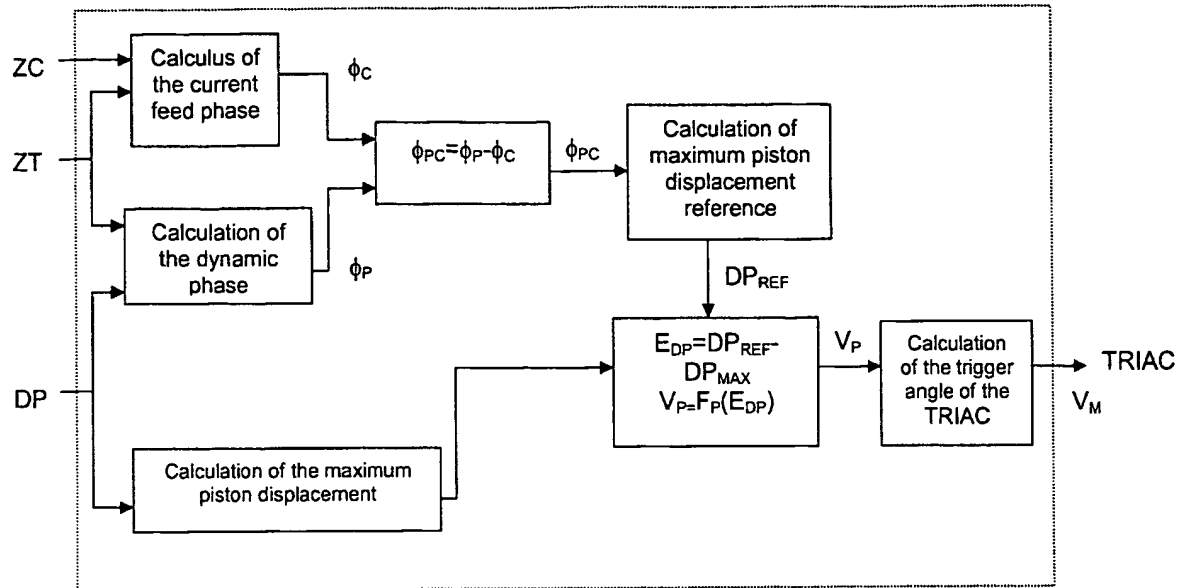 ZC
Calculus of
the current
feed phase
ϕC
ZT
ϕPC=ϕP-ϕC
ϕPC
Calculation of
maximum piston
displacement
reference
Calculation of
the dynamic
phase
ϕP
DPREF
DP
EDP=DPREF-
DPMAX
VP=FP(EDP)
VP
Calculation
of the trigger
angle of the
TRIAC
TRIAC
VM
Calculation of the maximum
piston displacement